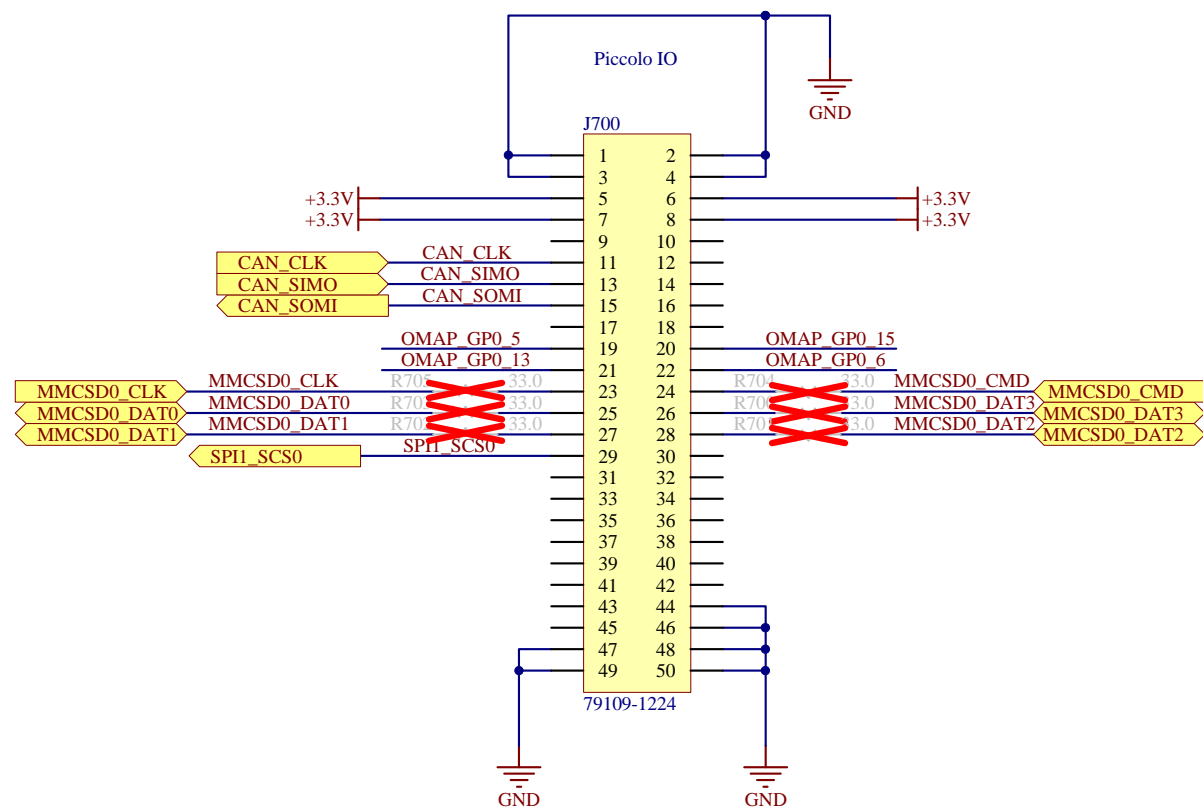 Piccolo IO
GND
J700
1 2
3 4
+3.3V 5 6 +3.3V
+3.3V 7 8 +3.3V
9 10
CAN_CLK CAN_CLK 11 12
CAN_SIMO CAN_SIMO 13 14
CAN_SOMI CAN_SOMI 15 16
17 18
OMAP_GP0_5 19 20 OMAP_GP0_15
OMAP_GP0_13 21 22 OMAP_GP0_6
MMCSD0_CLK MMCSD0_CLK R705 33.0 23 24 R704 33.0 MMCSD0_CMD MMCSD0_CMD
MMCSD0_DAT0 MMCSD0_DAT0 33.0 25 26 33.0 MMCSD0_DAT3 MMCSD0_DAT3
MMCSD0_DAT1 MMCSD0_DAT1 33.0 27 28 33.0 MMCSD0_DAT2 MMCSD0_DAT2
SPI1_SCS0 SPI1_SCS0 29 30
31 32
33 34
35 36
37 38
39 40
41 42
43 44
45 46
47 48
49 50
79109-1224
GND GND